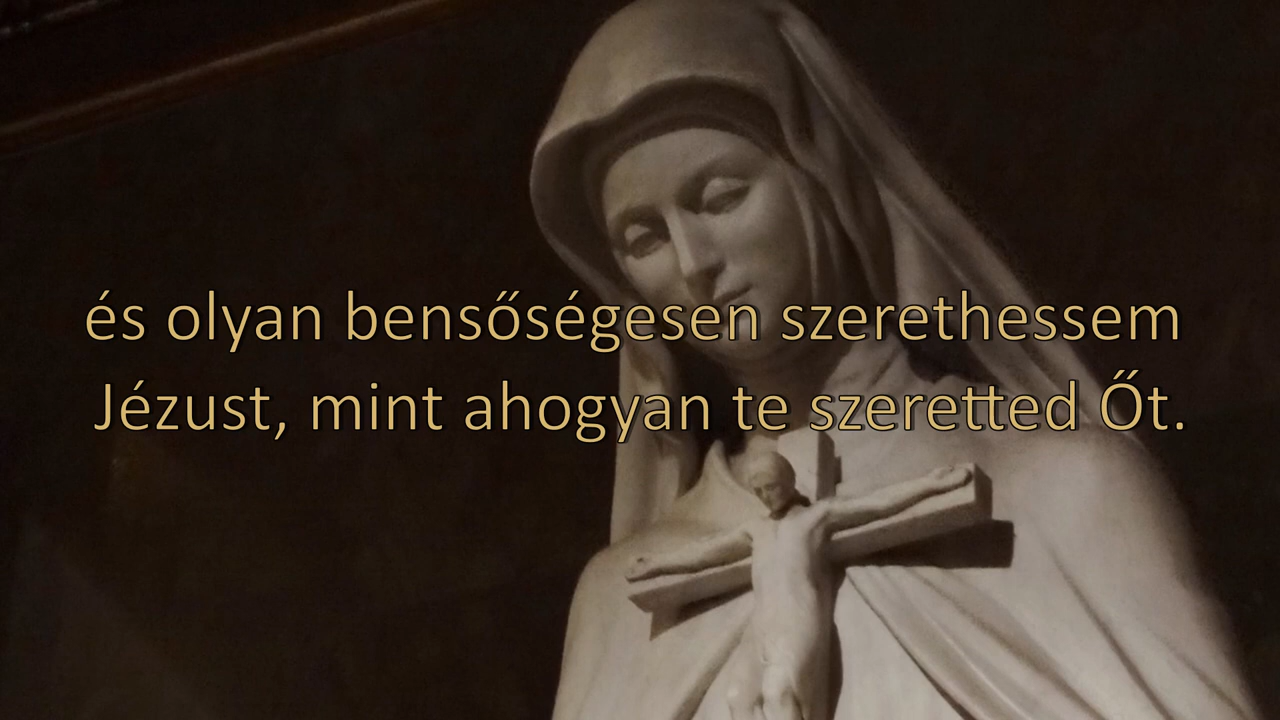 és olyan bensőségesen szerethessem
Jézust, mint ahogyan te szeretted Őt.